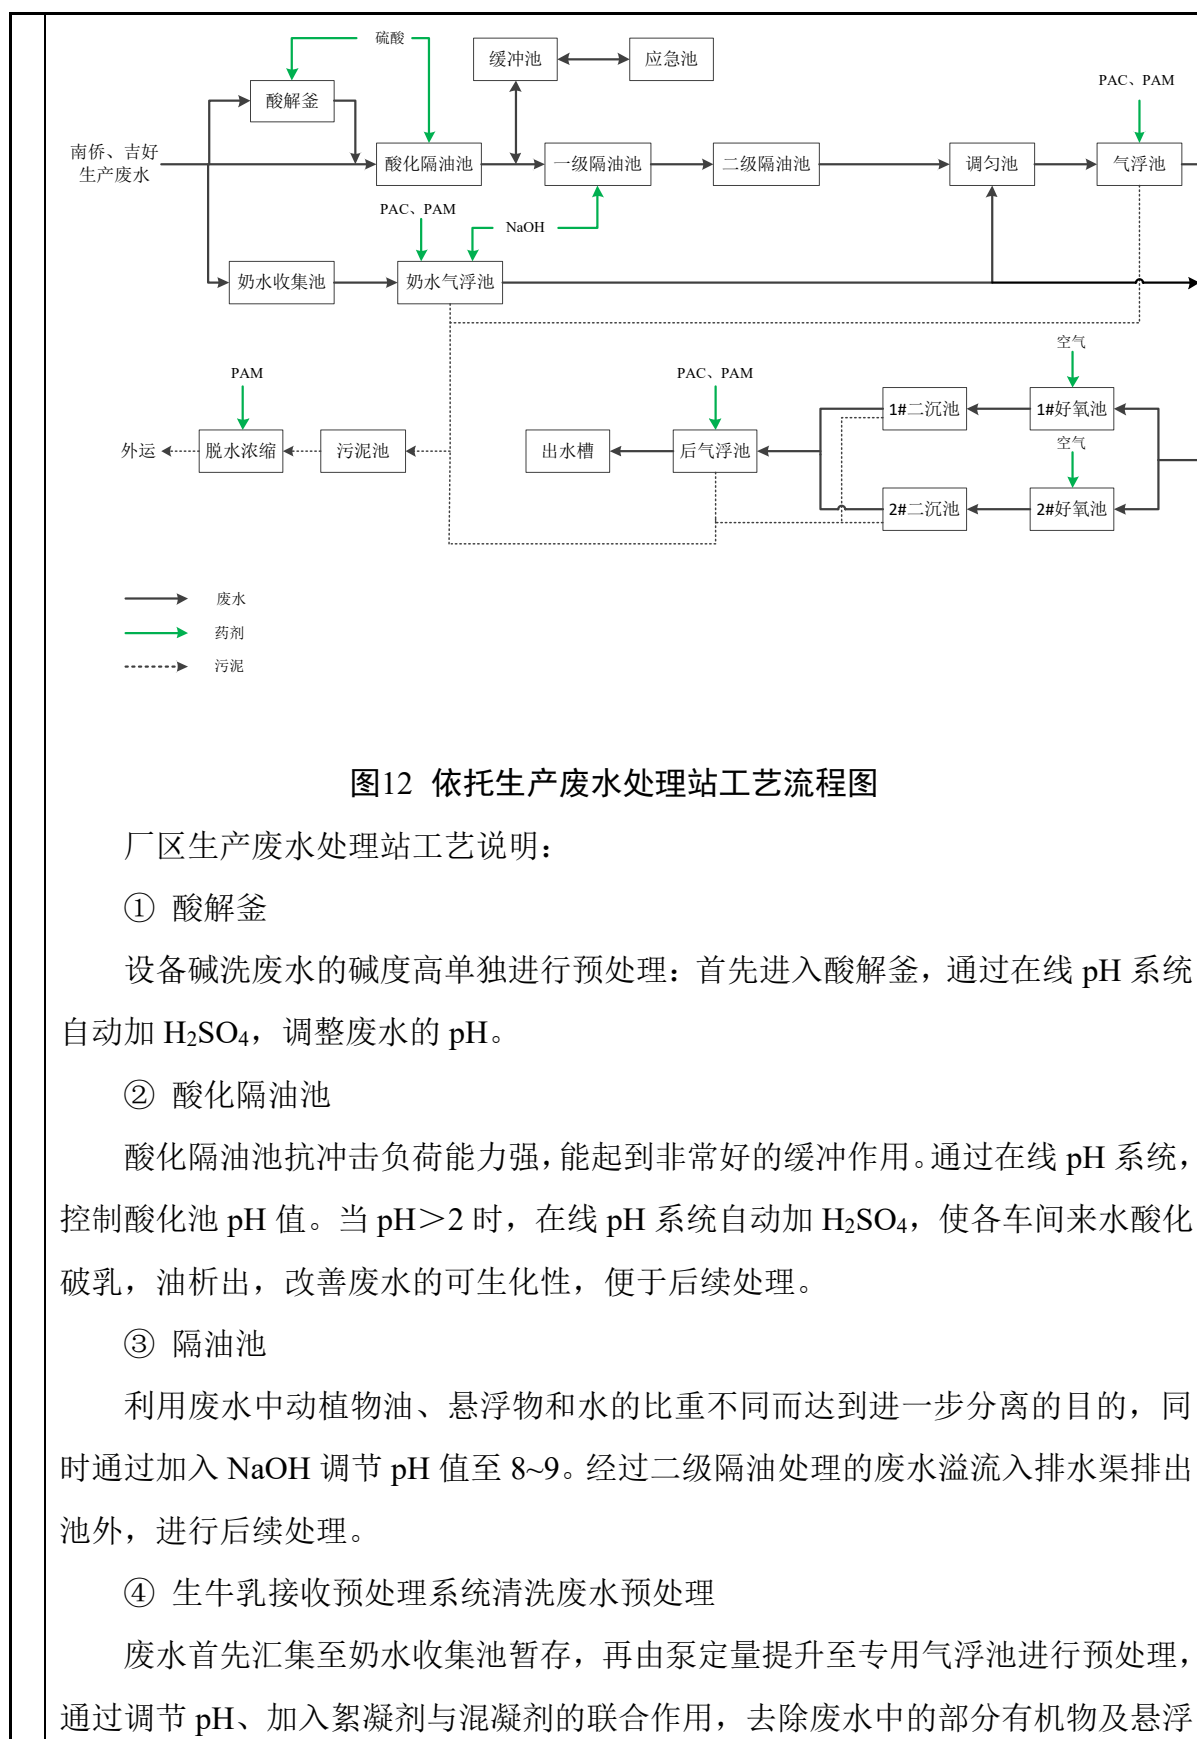 硫酸
缓冲池
应急池
PAC、PAM
酸解釜
南侨、吉好
生产废水
酸化隔油池
一级隔油池
二级隔油池
调匀池
气浮池
PAC、PAM
NaOH
奶水收集池
奶水气浮池
空气
PAM
PAC、PAM
1#二沉池
1#好氧池
外运
脱水浓缩
污泥池
出水槽
后气浮池
空气
2#二沉池
2#好氧池
废水
药剂
污泥
图12 依托生产废水处理站工艺流程图
厂区生产废水处理站工艺说明：
① 酸解釜
设备碱洗废水的碱度高单独进行预处理：首先进入酸解釜，通过在线 pH 系统
自动加 H₂SO₄，调整废水的 pH。
② 酸化隔油池
酸化隔油池抗冲击负荷能力强，能起到非常好的缓冲作用。通过在线 pH 系统，
控制酸化池 pH 值。当 pH＞2 时，在线 pH 系统自动加 H₂SO₄，使各车间来水酸化
破乳，油析出，改善废水的可生化性，便于后续处理。
③ 隔油池
利用废水中动植物油、悬浮物和水的比重不同而达到进一步分离的目的，同
时通过加入 NaOH 调节 pH 值至 8~9。经过二级隔油处理的废水溢流入排水渠排出
池外，进行后续处理。
④ 生牛乳接收预处理系统清洗废水预处理
废水首先汇集至奶水收集池暂存，再由泵定量提升至专用气浮池进行预处理，
通过调节 pH、加入絮凝剂与混凝剂的联合作用，去除废水中的部分有机物及悬浮